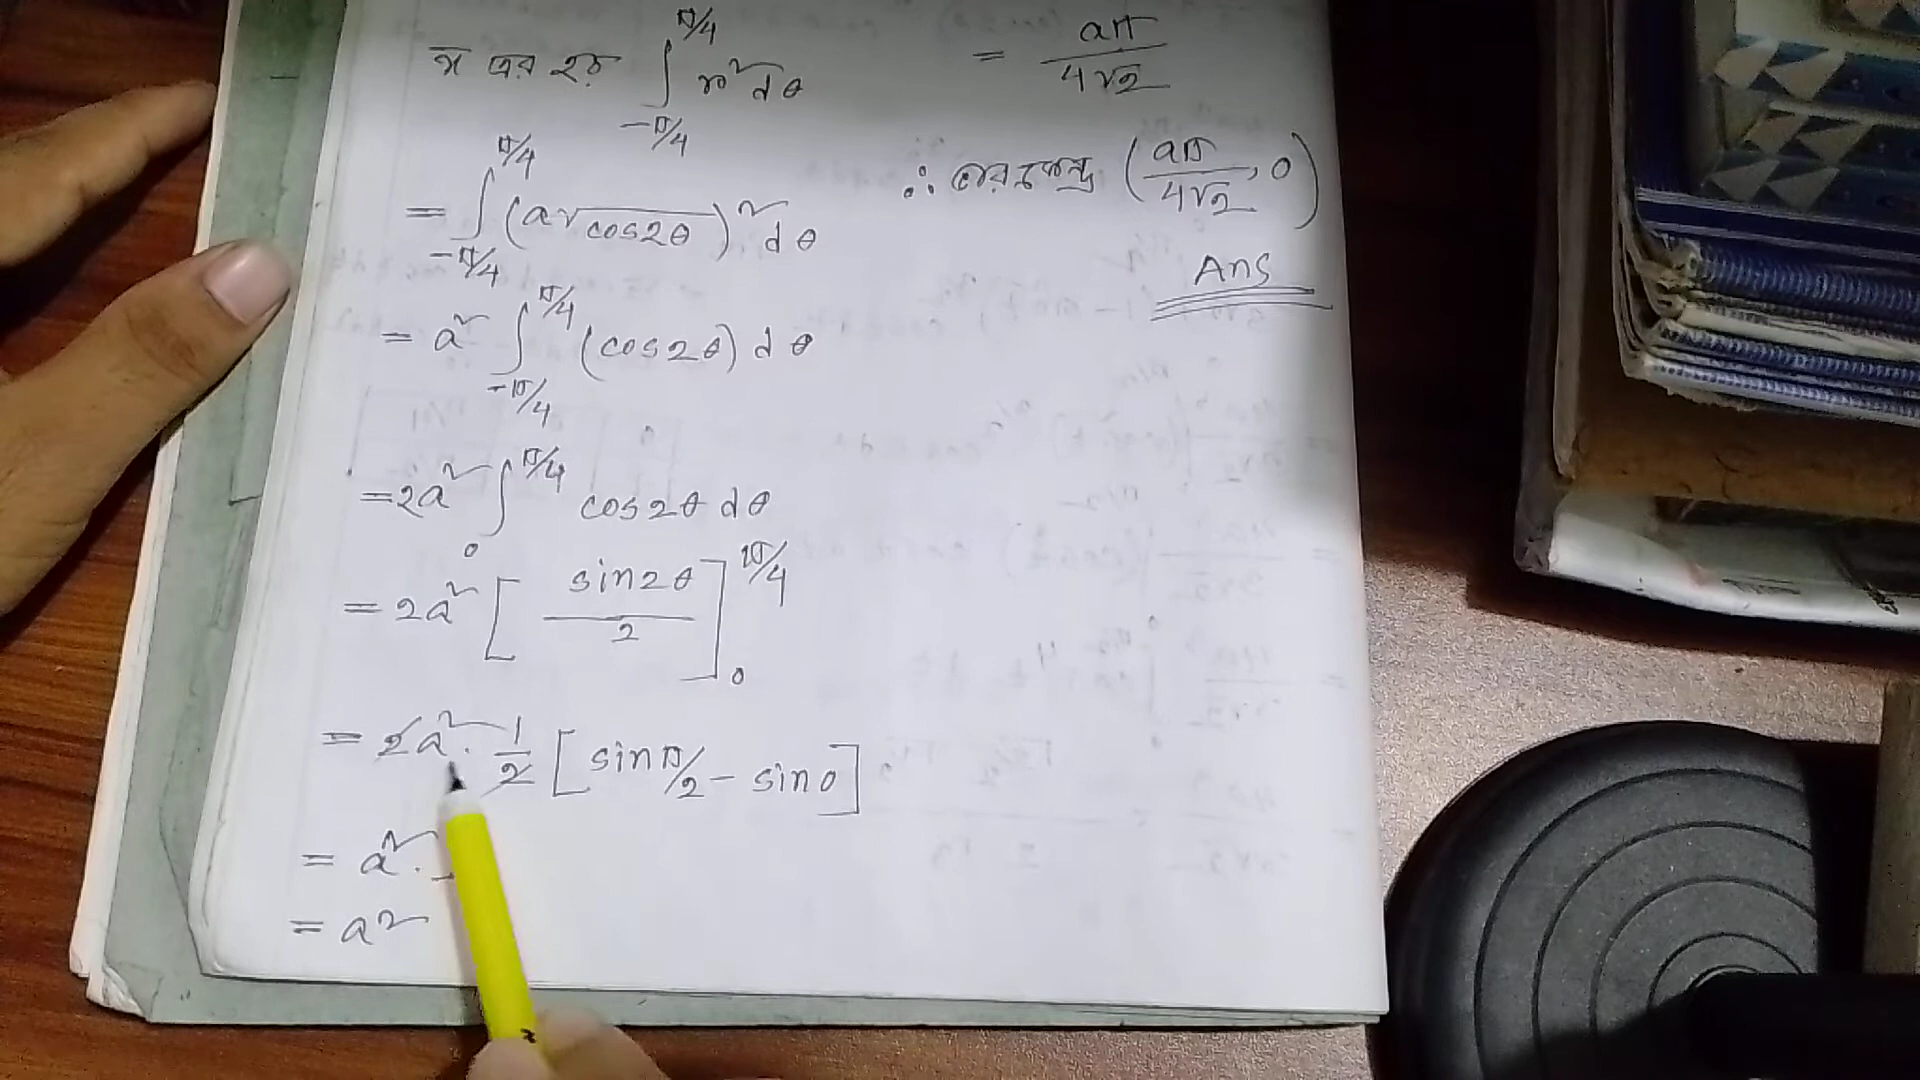 x̄ এর হর ∫_{-π/4}^{π/4} r² dθ
= ∫_{-π/4}^{π/4} (a√cos2θ)² dθ
= a² ∫_{-π/4}^{π/4} (cos2θ) dθ
= 2a² ∫_0^{π/4} cos2θ dθ
= 2a² [sin2θ/2]_0^{π/4}
= 2a² · 1/2 [sin π/2 - sin 0]
= a² ·
= a²
= aπ/4√2
∴ ভরকেন্দ্র (aπ/4√2, 0)
Ans